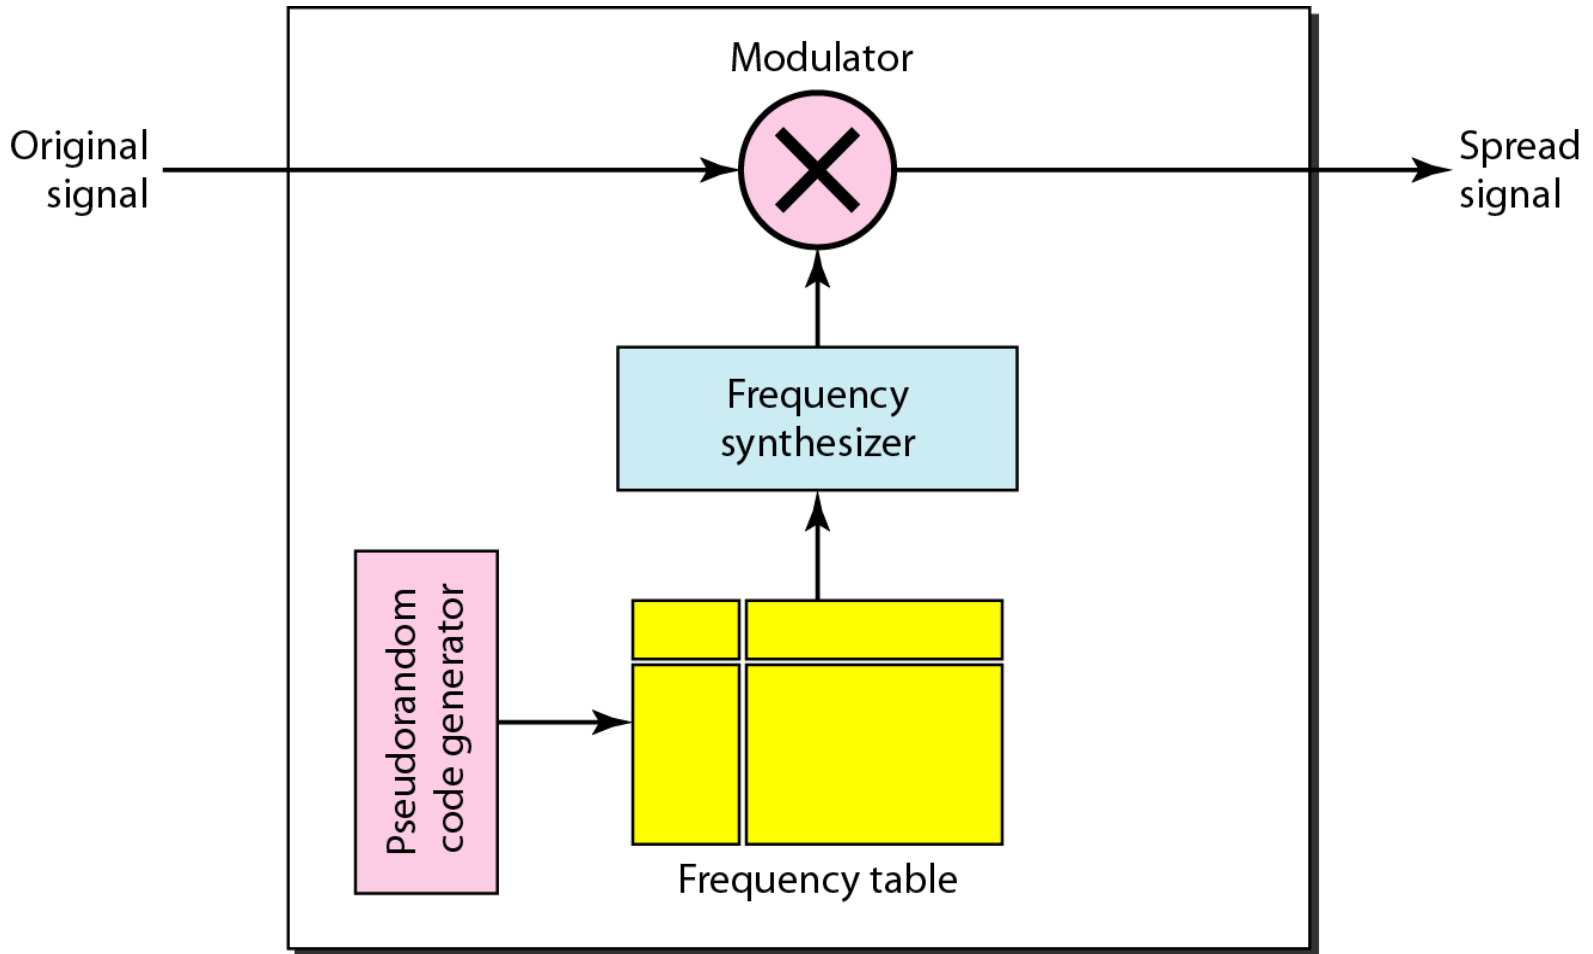 Modulator
Original
signal
Spread
signal
Frequency
synthesizer
Pseudorandom
code generator
Frequency table